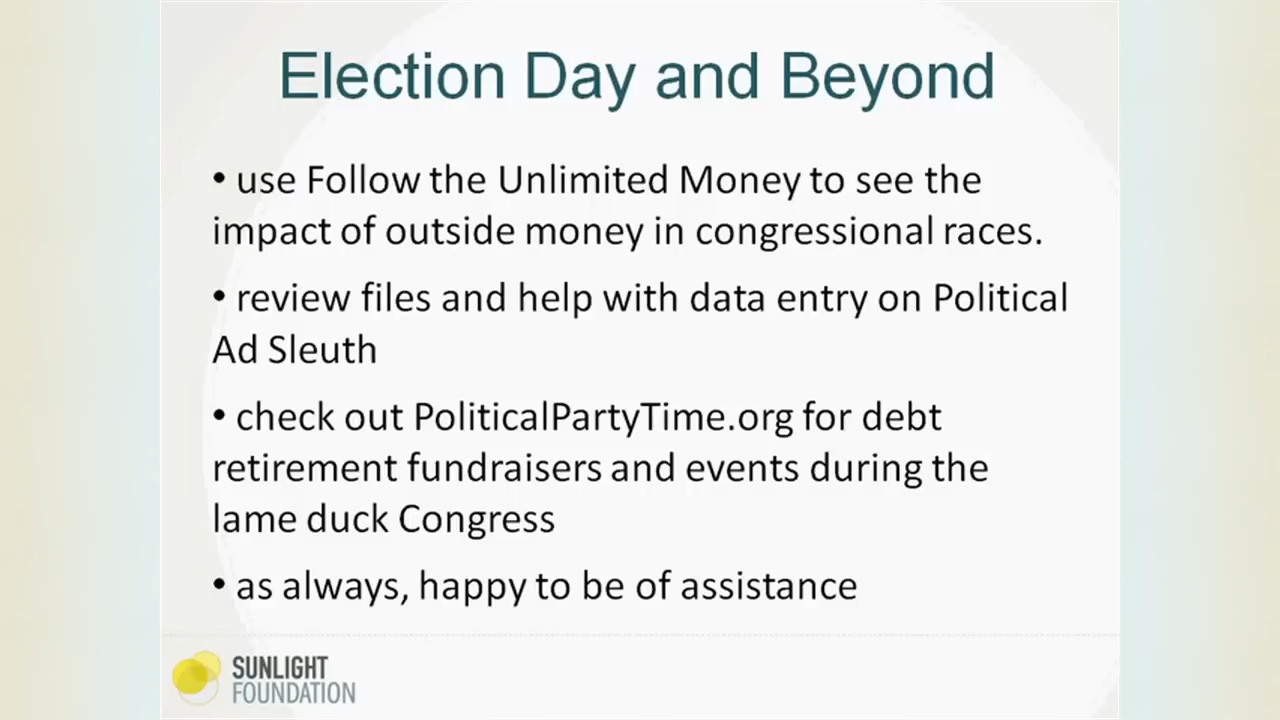 Election Day and Beyond
• use Follow the Unlimited Money to see the
impact of outside money in congressional races.
• review files and help with data entry on Political
Ad Sleuth
• check out PoliticalPartyTime.org for debt
retirement fundraisers and events during the
lame duck Congress
• as always, happy to be of assistance
SUNLIGHT
FOUNDATION